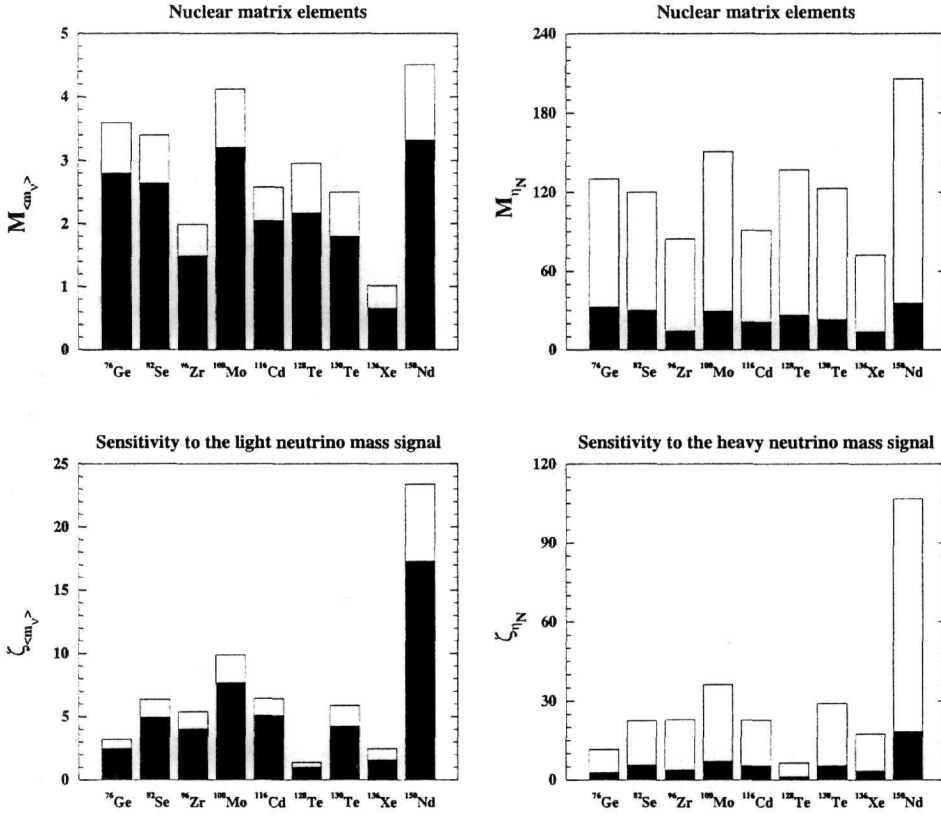 Nuclear matrix elements
5
4
3
2
1
0
M<mν>
⁷⁶Ge ⁸²Se ⁹⁶Zr ¹⁰⁰Mo ¹¹⁶Cd ¹²⁸Te ¹³⁰Te ¹³⁶Xe ¹⁵⁰Nd
Nuclear matrix elements
240
180
120
60
0
MηN
⁷⁶Ge ⁸²Se ⁹⁶Zr ¹⁰⁰Mo ¹¹⁶Cd ¹²⁸Te ¹³⁰Te ¹³⁶Xe ¹⁵⁰Nd
Sensitivity to the light neutrino mass signal
25
20
15
10
5
0
ζ<mν>
⁷⁶Ge ⁸²Se ⁹⁶Zr ¹⁰⁰Mo ¹¹⁶Cd ¹²⁸Te ¹³⁰Te ¹³⁶Xe ¹⁵⁰Nd
Sensitivity to the heavy neutrino mass signal
120
90
60
30
0
ζηN
⁷⁶Ge ⁸²Se ⁹⁶Zr ¹⁰⁰Mo ¹¹⁶Cd ¹²⁸Te ¹³⁰Te ¹³⁶Xe ¹⁵⁰Nd